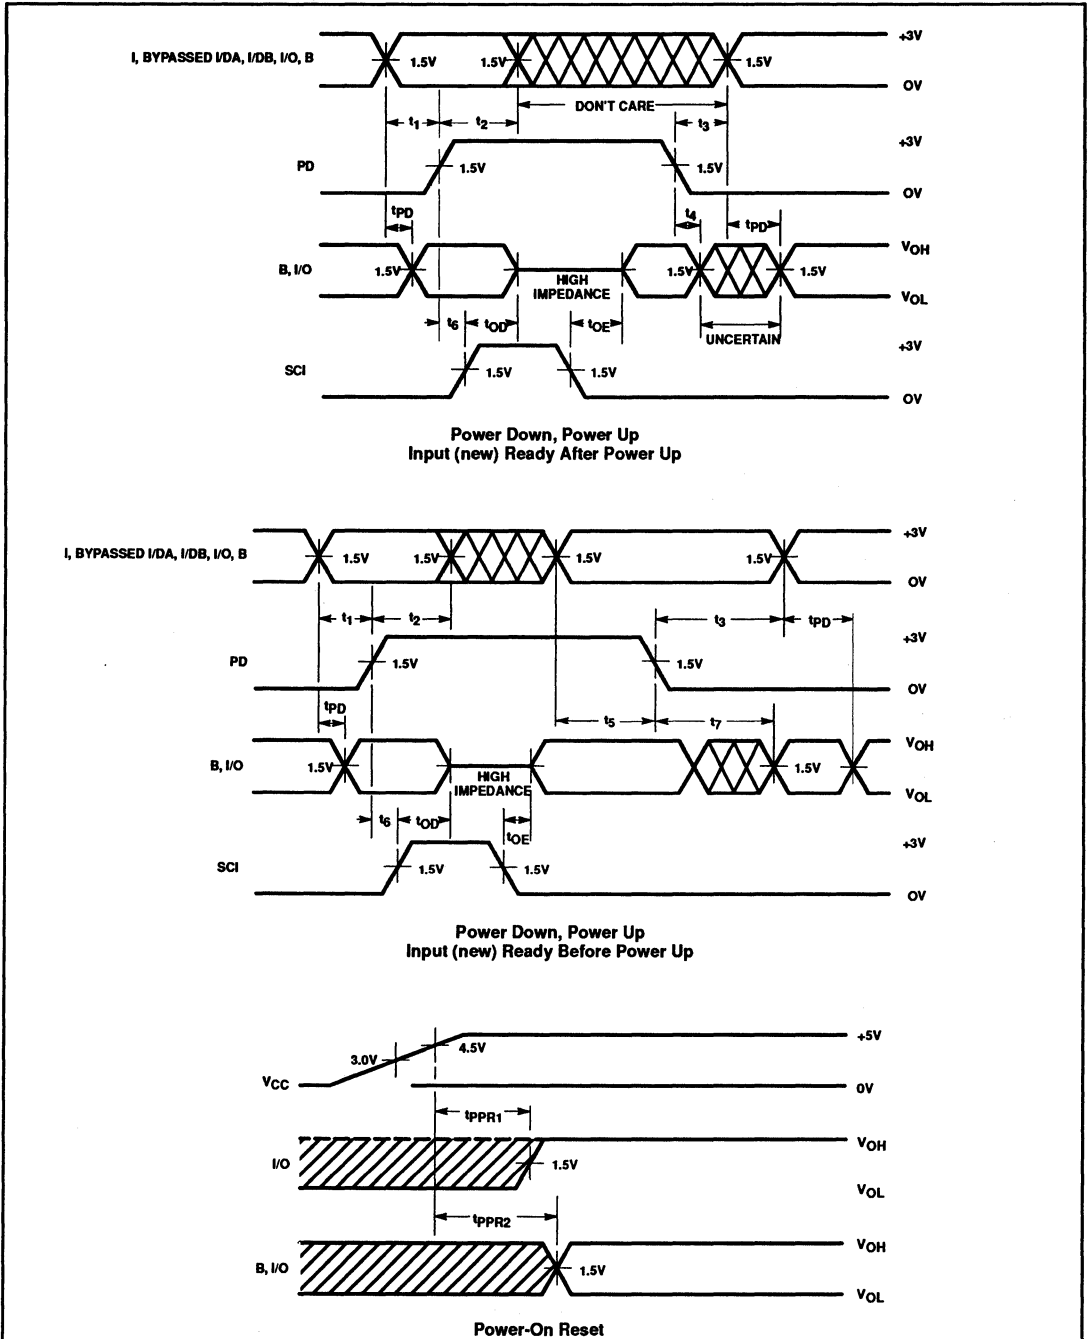 +3V
I, BYPASSED I/DA, I/DB, I/O, B
1.5V
1.5V
1.5V
0V
DON'T CARE
t1
t2
t3
+3V
PD
1.5V
1.5V
0V
tPD
t4
tPD
VOH
B, I/O
1.5V
HIGH
IMPEDANCE
1.5V
1.5V
VOL
t6
tOD
tOE
UNCERTAIN
+3V
SCI
1.5V
1.5V
0V
Power Down, Power Up
Input (new) Ready After Power Up
+3V
I, BYPASSED I/DA, I/DB, I/O, B
1.5V
1.5V
1.5V
1.5V
0V
t1
t2
t3
tPD
+3V
PD
1.5V
1.5V
0V
tPD
t5
t7
VOH
B, I/O
1.5V
HIGH
IMPEDANCE
1.5V
VOL
t6
tOD
tOE
+3V
SCI
1.5V
1.5V
0V
Power Down, Power Up
Input (new) Ready Before Power Up
+5V
3.0V
4.5V
VCC
0V
tPPR1
VOH
I/O
1.5V
VOL
tPPR2
VOH
B, I/O
1.5V
VOL
Power-On Reset